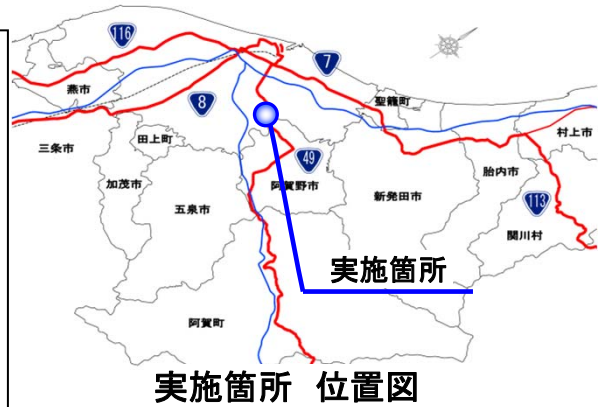 116
7
燕市
8
聖籠町
三条市
田上町
49
村上市
加茂市
阿賀野市
胎内市
五泉市
新発田市
113
関川村
実施箇所
阿賀町
実施箇所 位置図